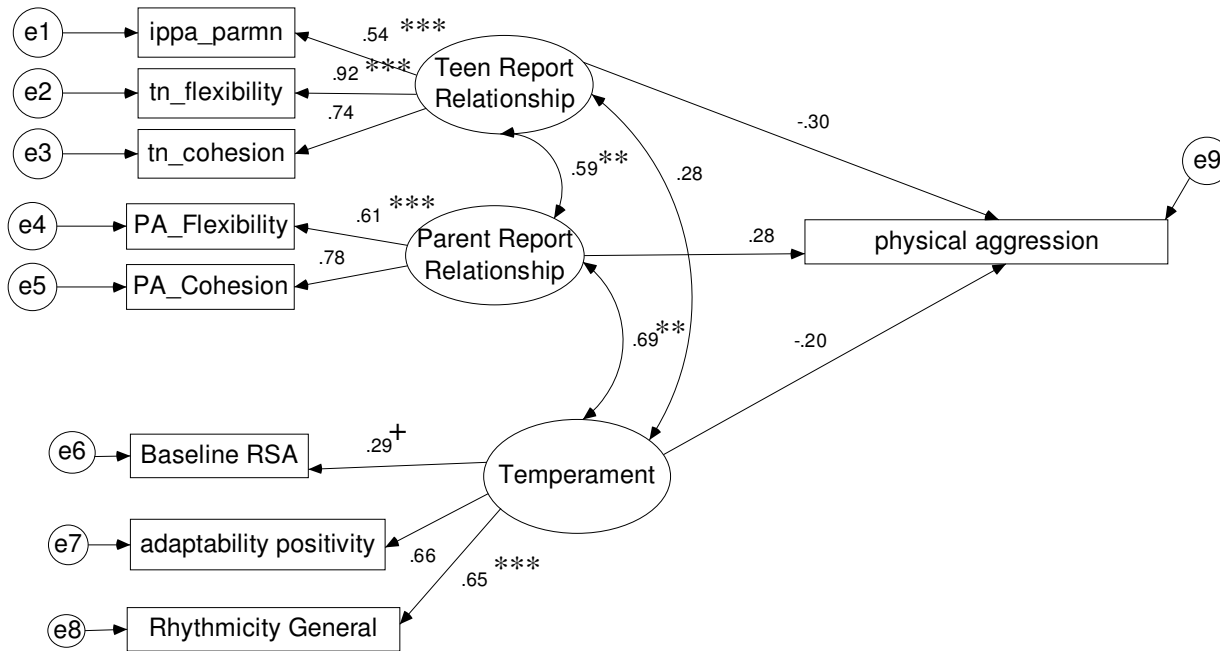 e1
ippa_parmn
.54 ***
e2
tn_flexibility
.92 ***
Teen Report
Relationship
e3
tn_cohesion
.74
-.30
e9
.59**
.28
e4
PA_Flexibility
.61 ***
Parent Report
Relationship
.28
physical aggression
e5
PA_Cohesion
.78
.69**
-.20
e6
Baseline RSA
.29+
Temperament
e7
adaptability positivity
.66
.65 ***
e8
Rhythmicity General